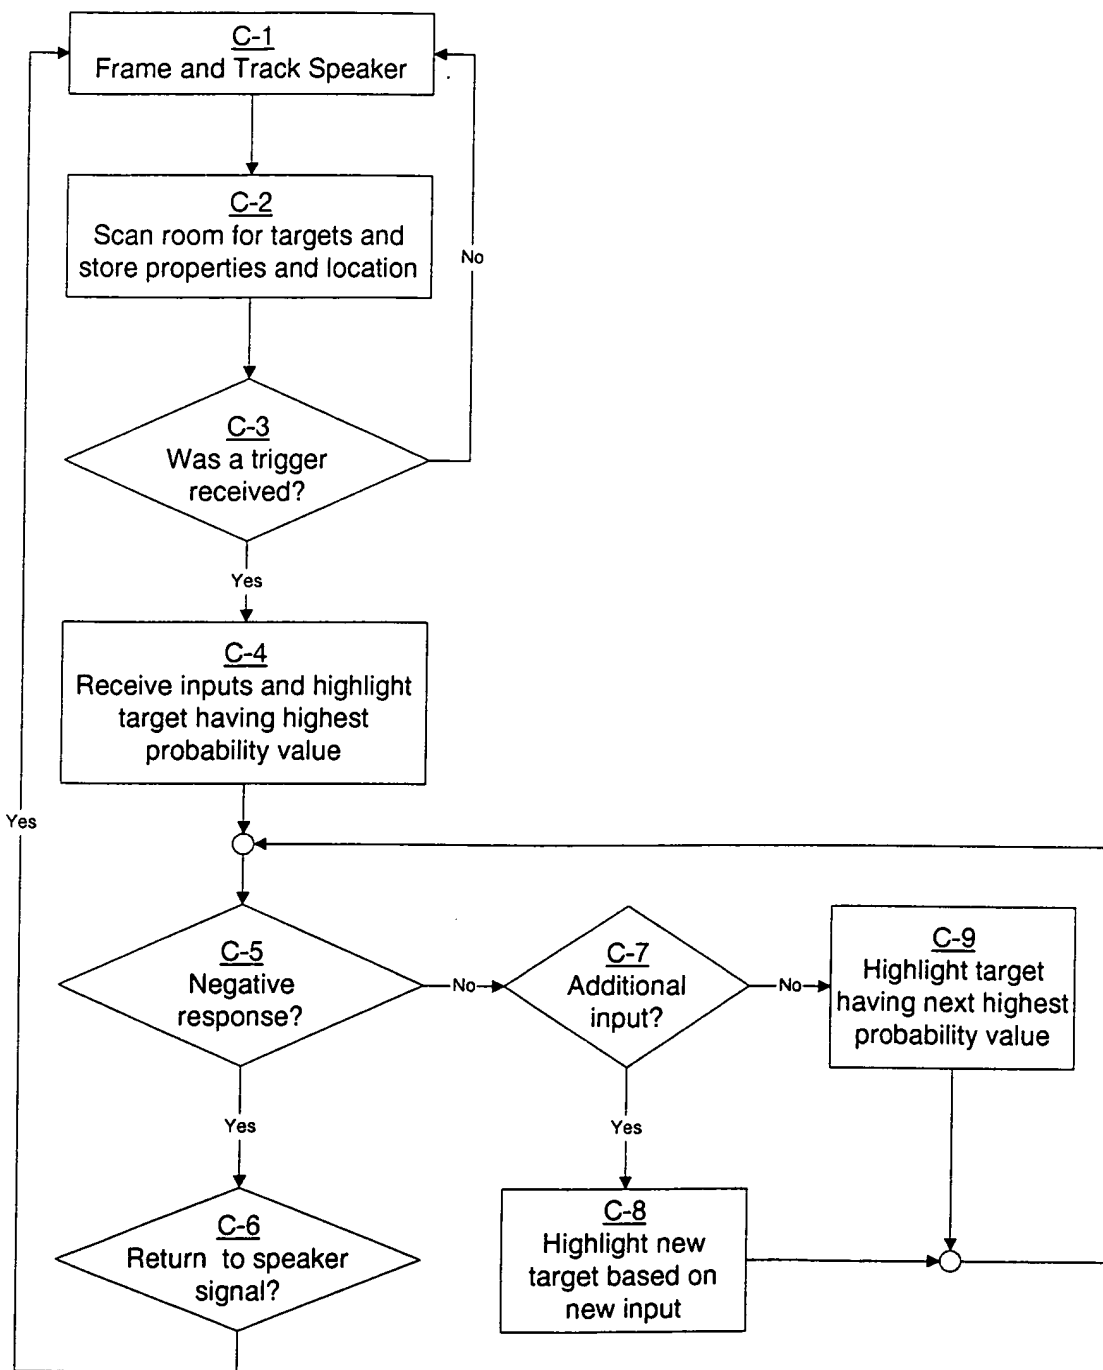 C-1
Frame and Track Speaker
C-2
Scan room for targets and
store properties and location
No
C-3
Was a trigger
received?
Yes
C-4
Receive inputs and highlight
target having highest
probability value
Yes
C-5
Negative
response?
No
C-7
Additional
input?
No
C-9
Highlight target
having next highest
probability value
Yes
Yes
C-6
Return to speaker
signal?
C-8
Highlight new
target based on
new input